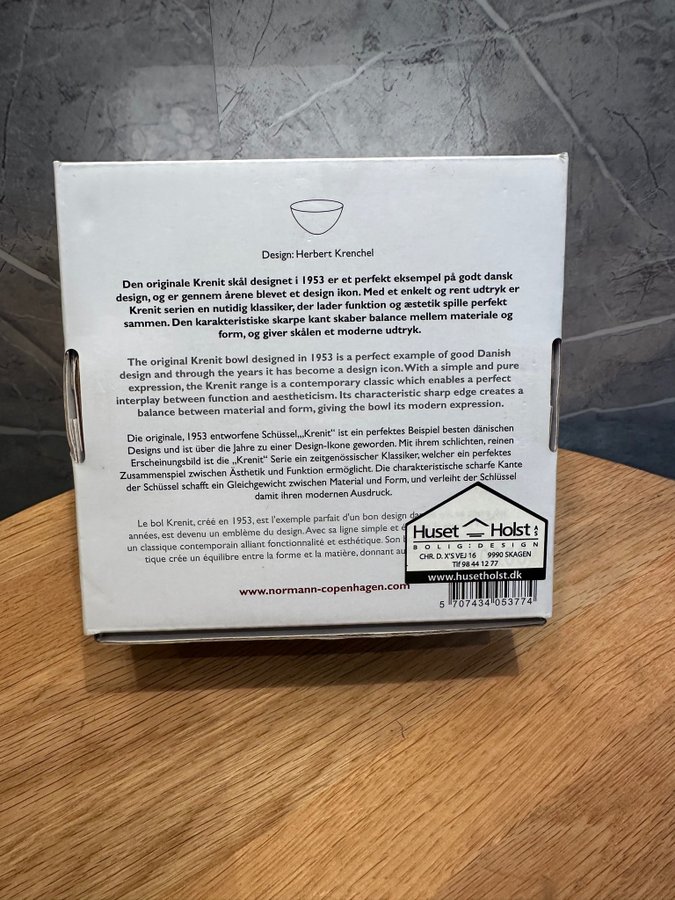 Design: Herbert Krenchel
Den originale Krenit skål designet i 1953 er et perfekt eksempel på godt dansk
design, og er gennem årene blevet et design ikon. Med et enkelt og rent udtryk er
Krenit serien en nutidig klassiker, der lader funktion og æstetik spille perfekt
sammen. Den karakteristiske skarpe kant skaber balance mellem materiale og
form, og giver skålen et moderne udtryk.
The original Krenit bowl designed in 1953 is a perfect example of good Danish
design and through the years it has become a design icon. With a simple and pure
expression, the Krenit range is a contemporary classic which enables a perfect
interplay between function and aestheticism. Its characteristic sharp edge creates a
balance between material and form, giving the bowl its modern expression.
Die originale, 1953 entworfene Schüssel„„Krenit“ ist ein perfektes Beispiel besten dänischen
Designs und ist über die Jahre zu einer Design-Ikone geworden. Mit ihrem schlichten, reinen
Erscheinungsbild ist die „Krenit“ Serie ein zeitgenössischer Klassiker, welcher ein perfektes
Zusammenspiel zwischen Ästhetik und Funktion ermöglicht. Die charakteristische scharfe Kante
der Schüssel schafft ein Gleichgewicht zwischen Material und Form, und verleiht der Schüssel
damit ihren modernen Ausdruck.
Le bol Krenit, créé en 1953, est l'exemple parfait d'un bon design
années, est devenu un emblème du design. Avec sa ligne simple et
un classique contemporain alliant fonctionnalité et esthétique. Son
tique crée un équilibre entre la forme et la matière, donnant
www.normann-copenhagen.com
Huset Holst A/S
BOLIG:DESIGN
CHR. D. X'S VEJ 16 9990 SKAGEN
Tlf 98 44 12 77
www.husetholst.dk
5 707434 053774